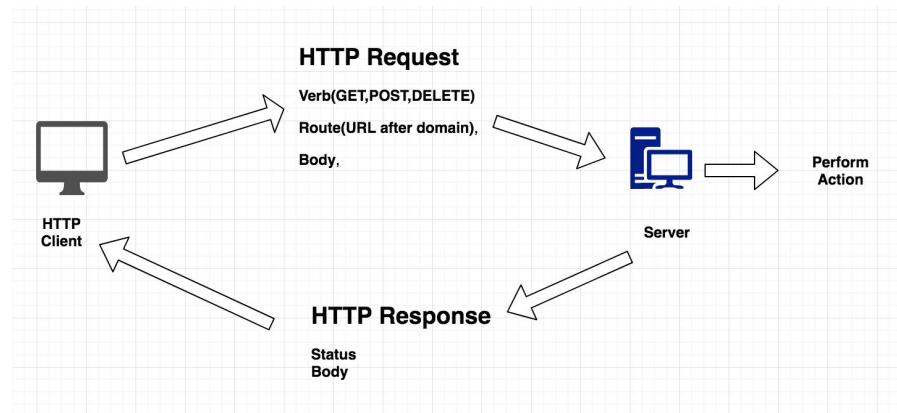 HTTP Request
Verb(GET,POST,DELETE)
Route(URL after domain),
Body,
HTTP
Client
Server
Perform
Action
HTTP Response
Status
Body